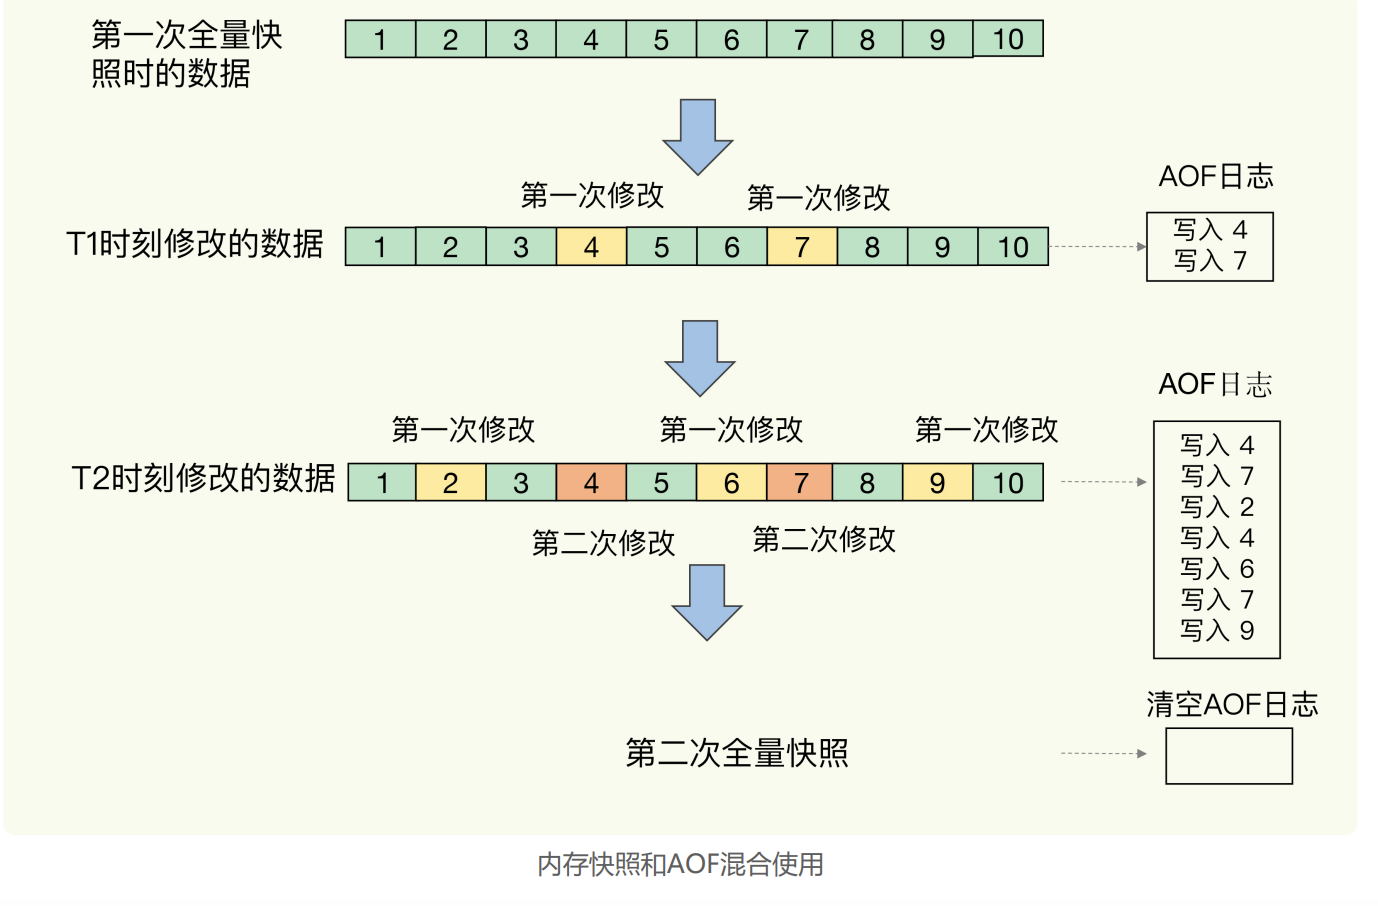 第一次全量快
照时的数据
1 2 3 4 5 6 7 8 9 10
第一次修改 第一次修改
AOF日志
T1时刻修改的数据
1 2 3 4 5 6 7 8 9 10
写入 4
写入 7
AOF日志
第一次修改 第一次修改 第一次修改
T2时刻修改的数据
1 2 3 4 5 6 7 8 9 10
第二次修改 第二次修改
写入 4
写入 7
写入 2
写入 4
写入 6
写入 7
写入 9
清空AOF日志
第二次全量快照
内存快照和AOF混合使用